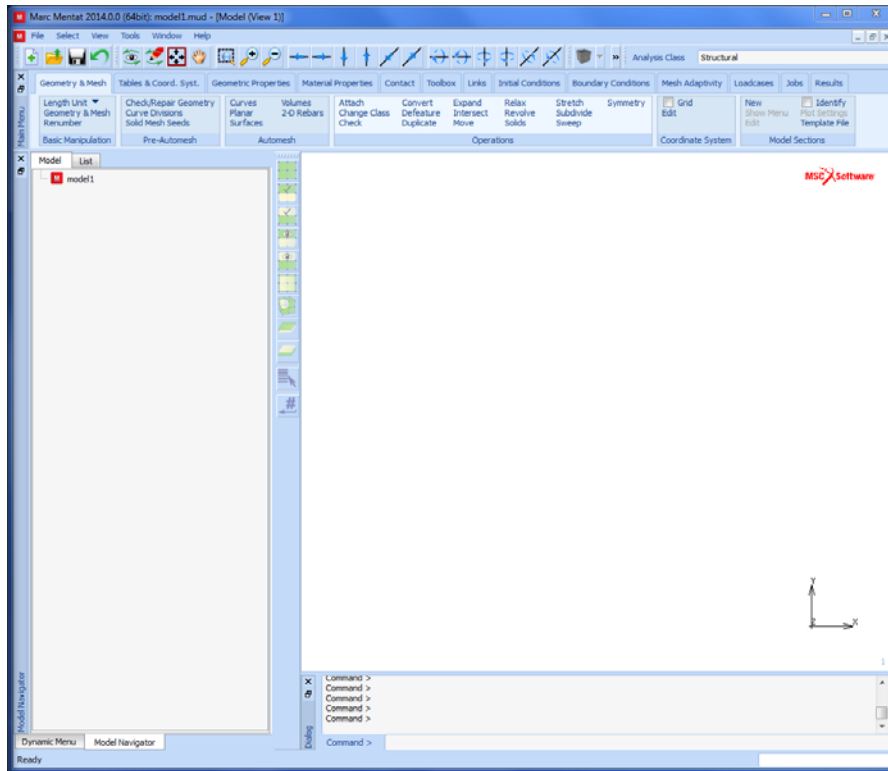 Marc Mentat 2014.0.0 (64bit): model1.mud - [Model (View 1)]
File Select View Tools Window Help
Analysis Class Structural
Geometry & Mesh Tables & Coord. Syst. Geometric Properties Material Properties Contact Toolbox Links Initial Conditions Boundary Conditions Mesh Adaptivity Loadcases Jobs Results
Length Unit Check/Repair Geometry Curves Volumes Attach Convert Expand Relax Stretch Symmetry Grid New Identify
Geometry & Mesh Curve Divisions Planar 2-D Rebars Change Class Defeature Intersect Revolve Subdivide Edit Show Menu Plot Settings
Renumber Solid Mesh Seeds Surfaces Check Duplicate Move Solids Sweep Edit Template File
Basic Manipulation Pre-Automesh Automesh Operations Coordinate System Model Sections
Main Menu
Model List
model1
MSC Software
Y
Z X
1
Model Navigator
Command >
Command >
Command >
Command >
Command >
Dialog
Command >
Dynamic Menu Model Navigator
Ready